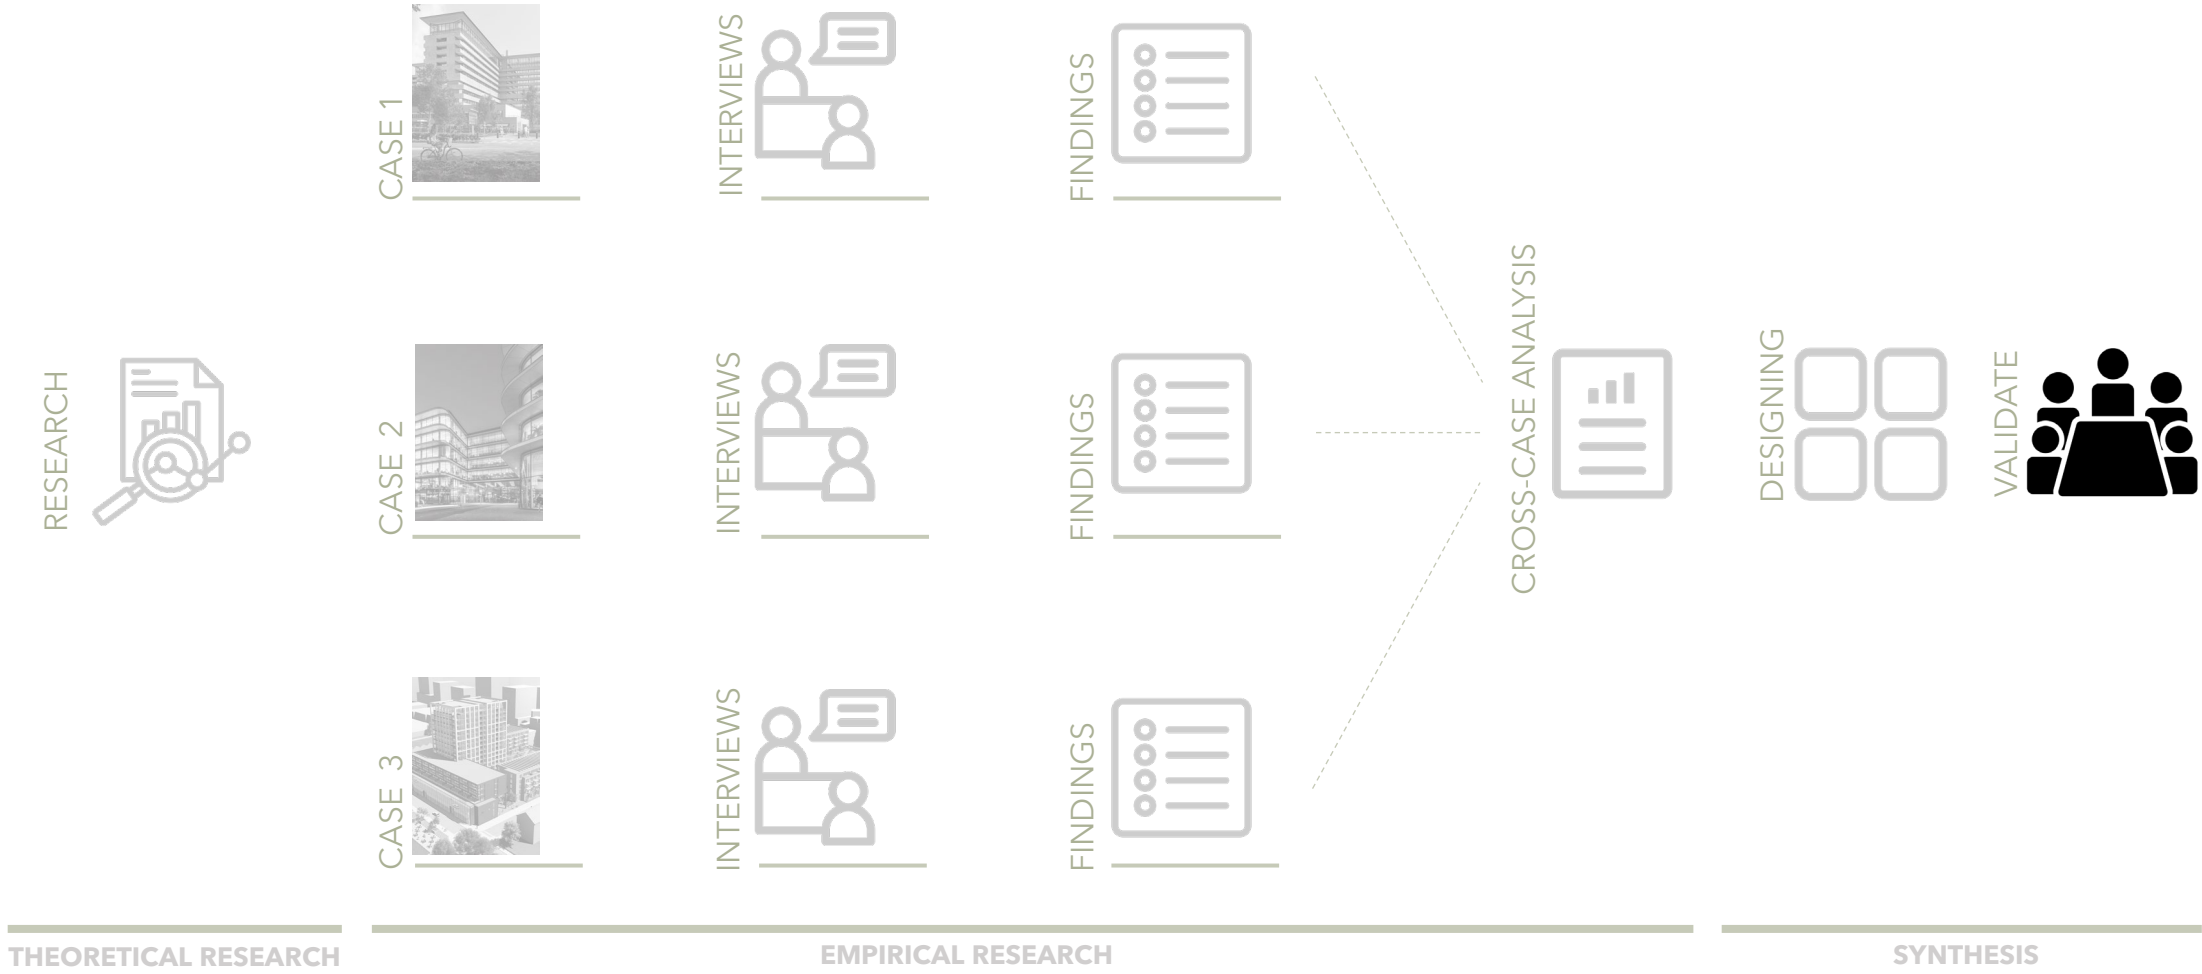 CASE 1
INTERVIEWS
FINDINGS
RESEARCH
CASE 2
INTERVIEWS
FINDINGS
CROSS-CASE ANALYSIS
DESIGNING
VALIDATE
CASE 3
INTERVIEWS
FINDINGS
THEORETICAL RESEARCH
EMPIRICAL RESEARCH
SYNTHESIS